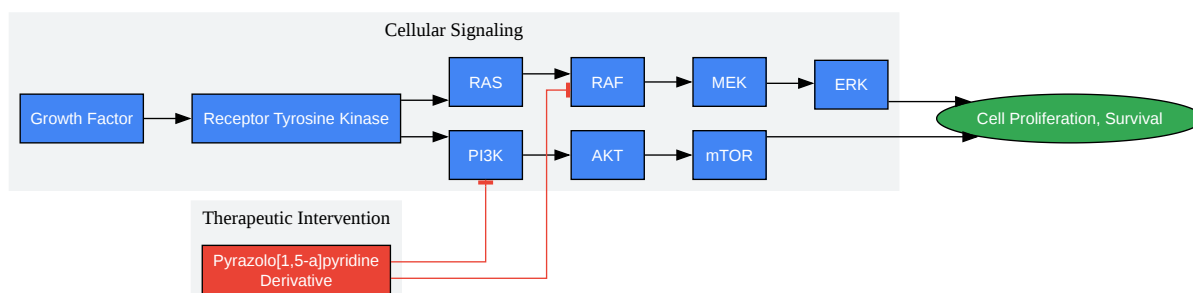 Cellular Signaling
Growth Factor
Receptor Tyrosine Kinase
RAS
RAF
MEK
ERK
PI3K
AKT
mTOR
Cell Proliferation, Survival
Therapeutic Intervention
Pyrazolo[1,5-a]pyridine
Derivative